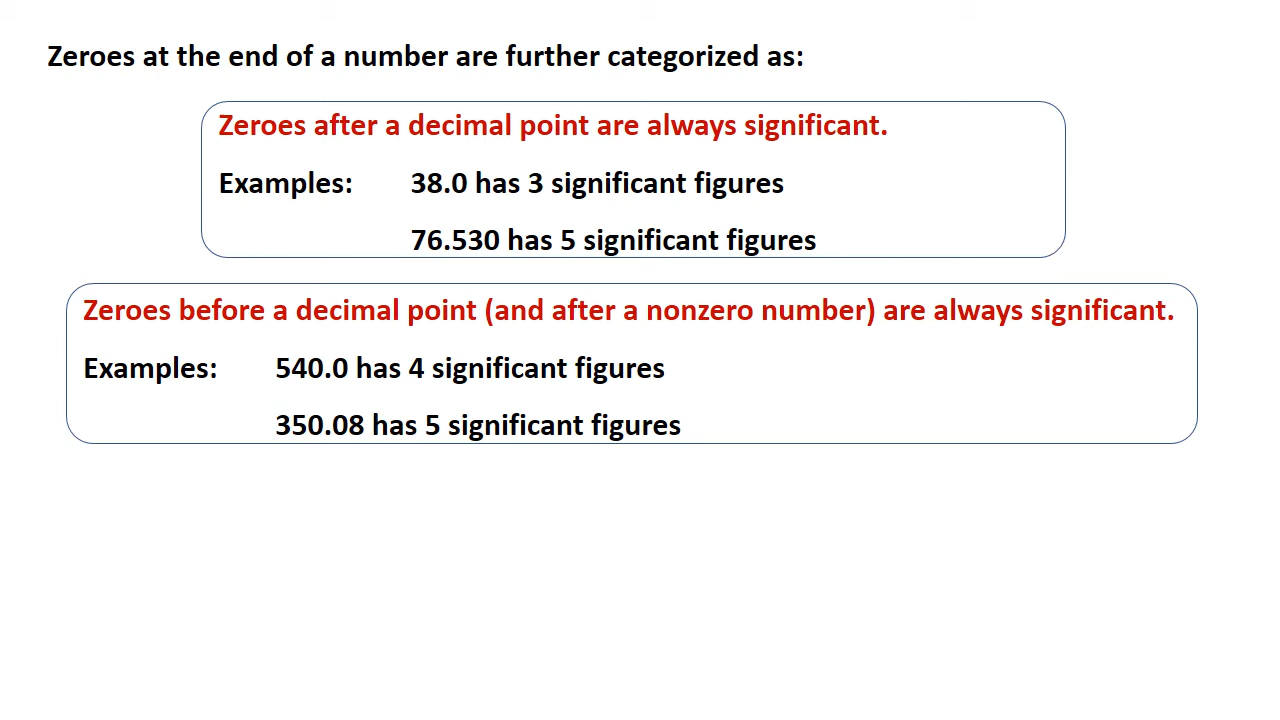 Zeroes at the end of a number are further categorized as:
Zeroes after a decimal point are always significant.
Examples: 38.0 has 3 significant figures
76.530 has 5 significant figures
Zeroes before a decimal point (and after a nonzero number) are always significant.
Examples: 540.0 has 4 significant figures
350.08 has 5 significant figures